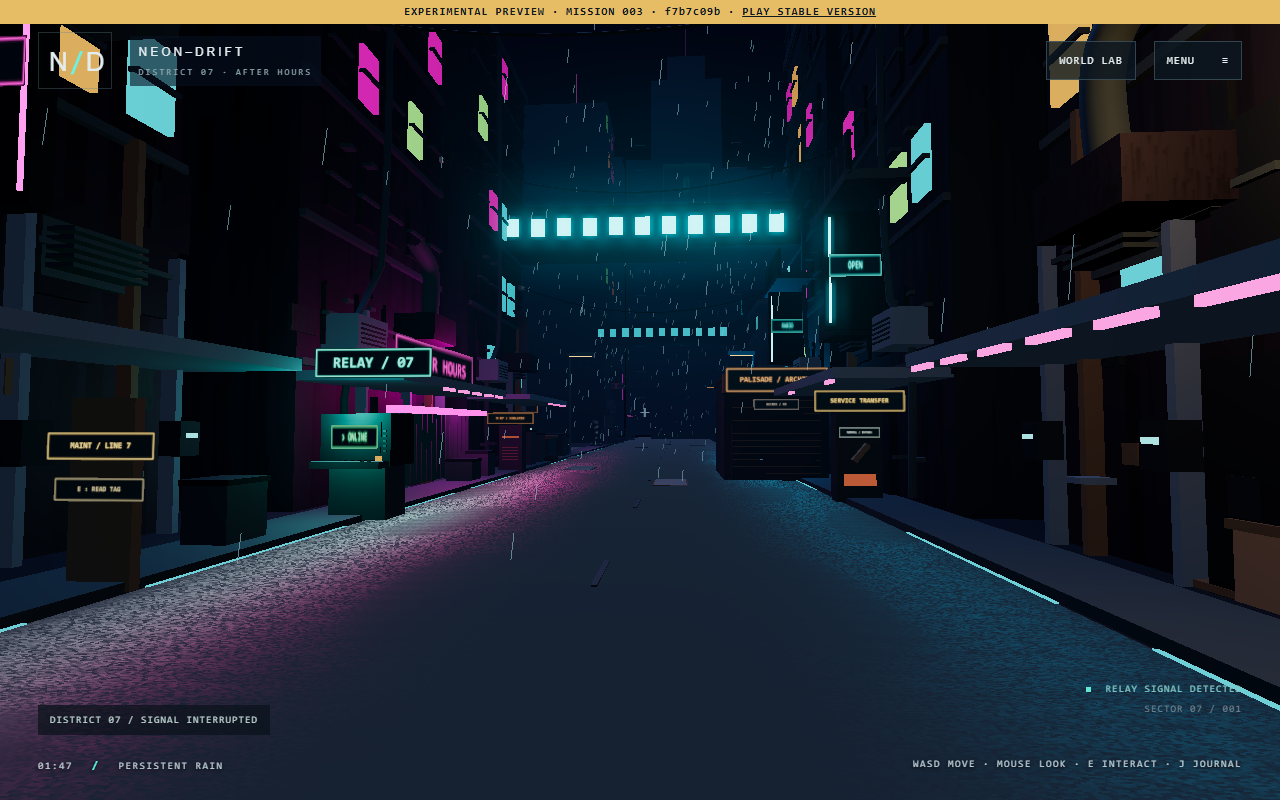 EXPERIMENTAL PREVIEW · MISSION 003 · f7b7c09b · PLAY STABLE VERSION
N/D
NEON—DRIFT
DISTRICT 07 · AFTER HOURS
WORLD LAB
MENU ≡
OPEN
RELAY / 07
HOURS
PALISADE /
SERVICE TRANSFER
ONLINE
MAINT / LINE 7
E : READ TAG
RELAY SIGNAL DETECTED
SECTOR 07 / 001
DISTRICT 07 / SIGNAL INTERRUPTED
01:47 / PERSISTENT RAIN
WASD MOVE · MOUSE LOOK · E INTERACT · J JOURNAL